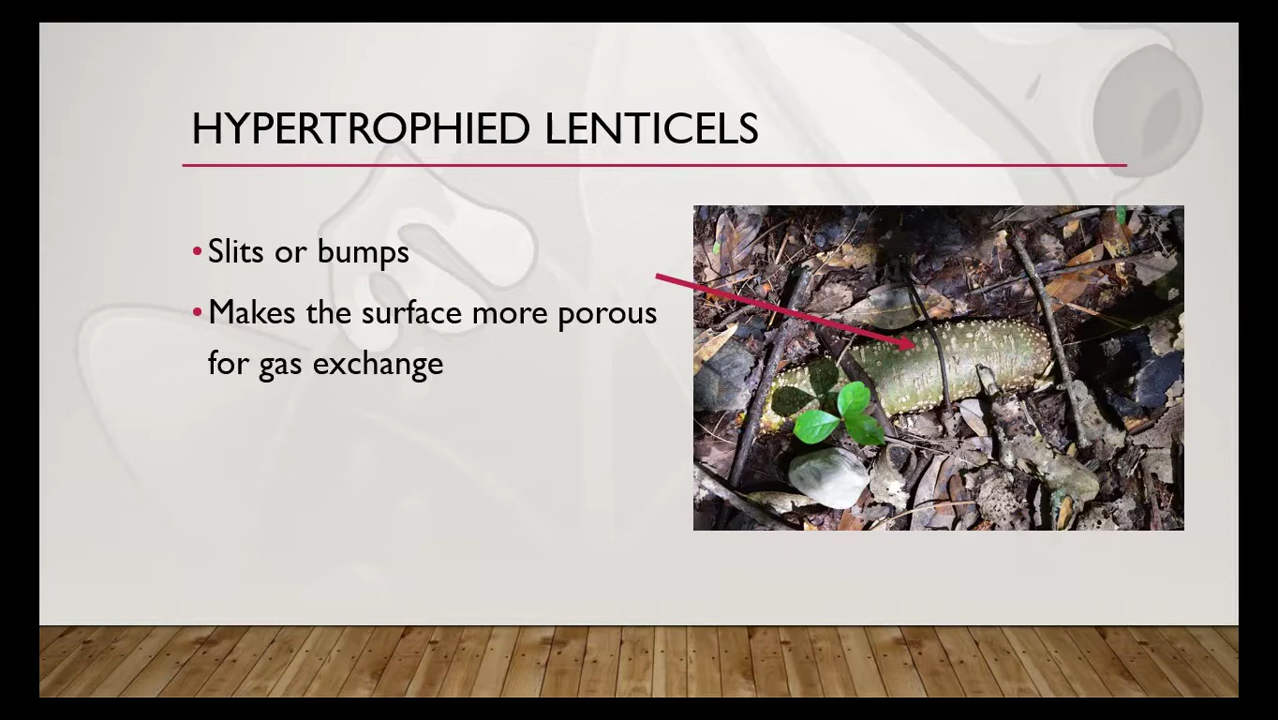 HYPERTROPHIED LENTICELS
•Slits or bumps
•Makes the surface more porous
for gas exchange